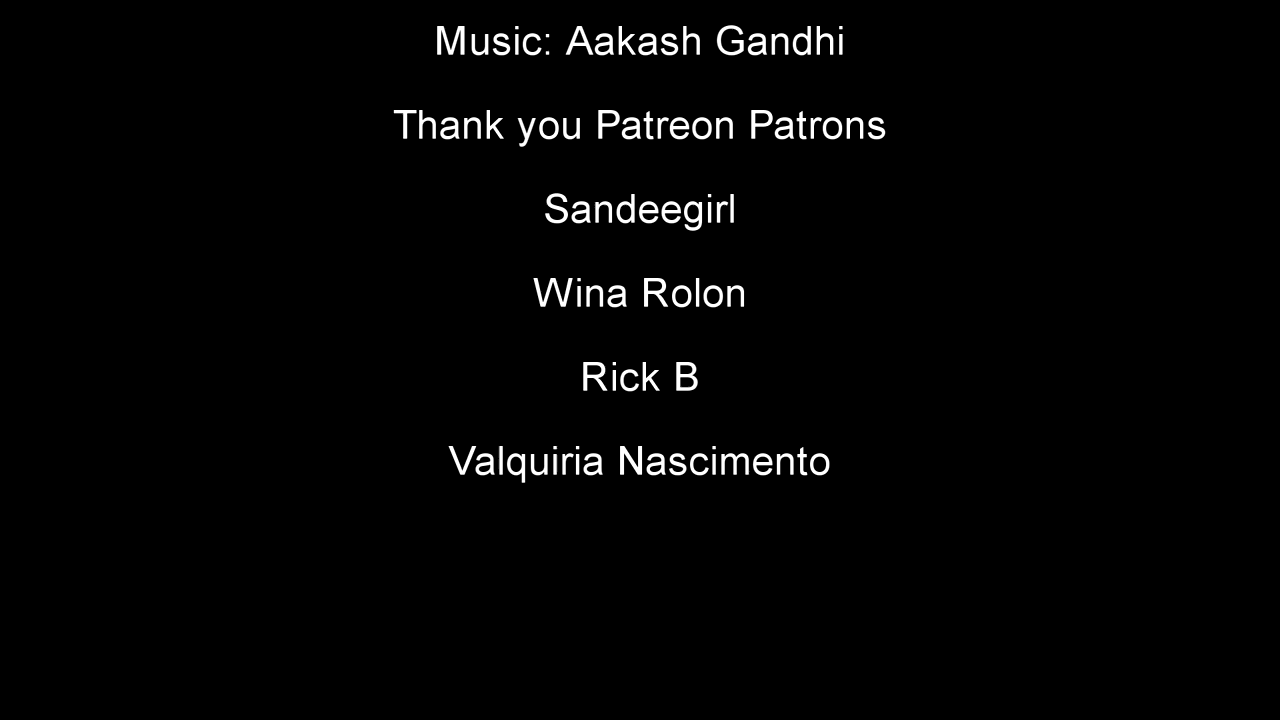 Music: Aakash Gandhi
Thank you Patreon Patrons
Sandeegirl
Wina Rolon
Rick B
Valquiria Nascimento